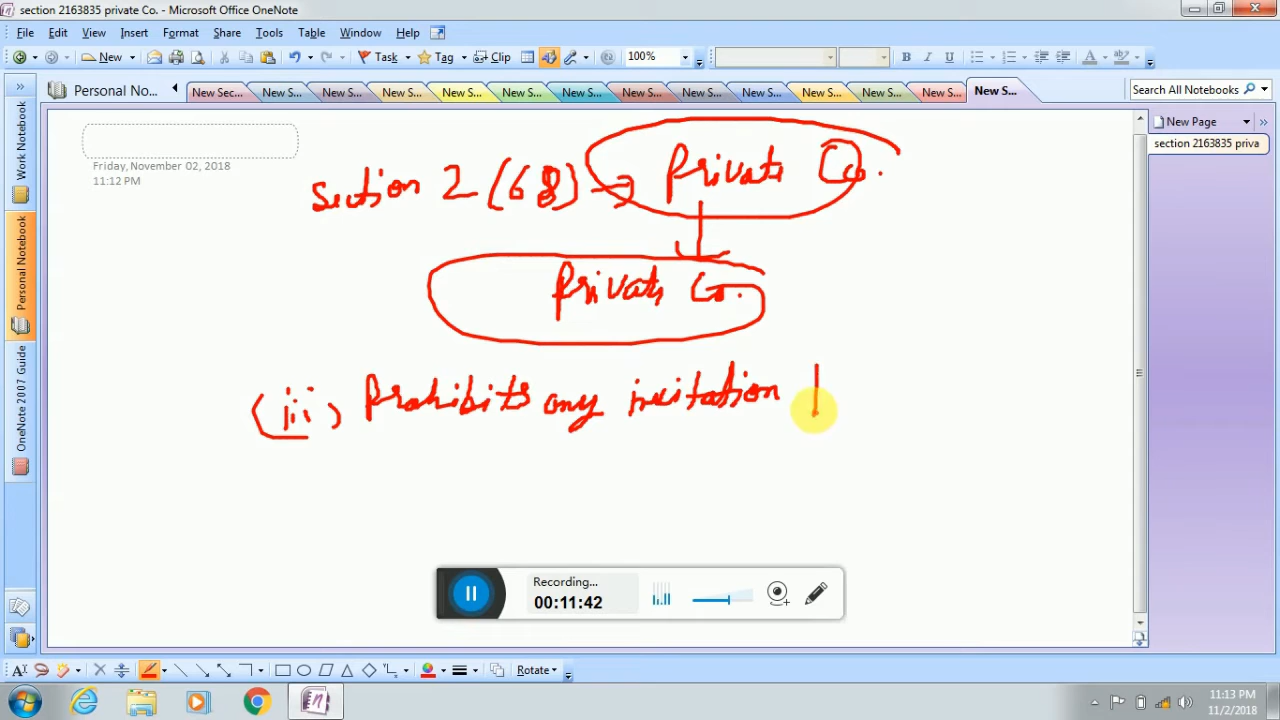 section 2163835 private Co. - Microsoft Office OneNote
File Edit View Insert Format Share Tools Table Window Help
New Task Tag Clip 100% B I U
Personal No... New Sec... New S... New S... New S... New S... New S... New S... New S... New S... New S... New S... New S... New S... New S... Search All Notebooks
New Page
section 2163835 priva
Work Notebook
Personal Notebook
OneNote 2007 Guide
Friday, November 02, 2018
11:12 PM
Section 2 (68) → Private Co.
Private Co.
(iii) Prohibits any invitation
Recording...
00:11:42
Rotate
11:13 PM
11/2/2018